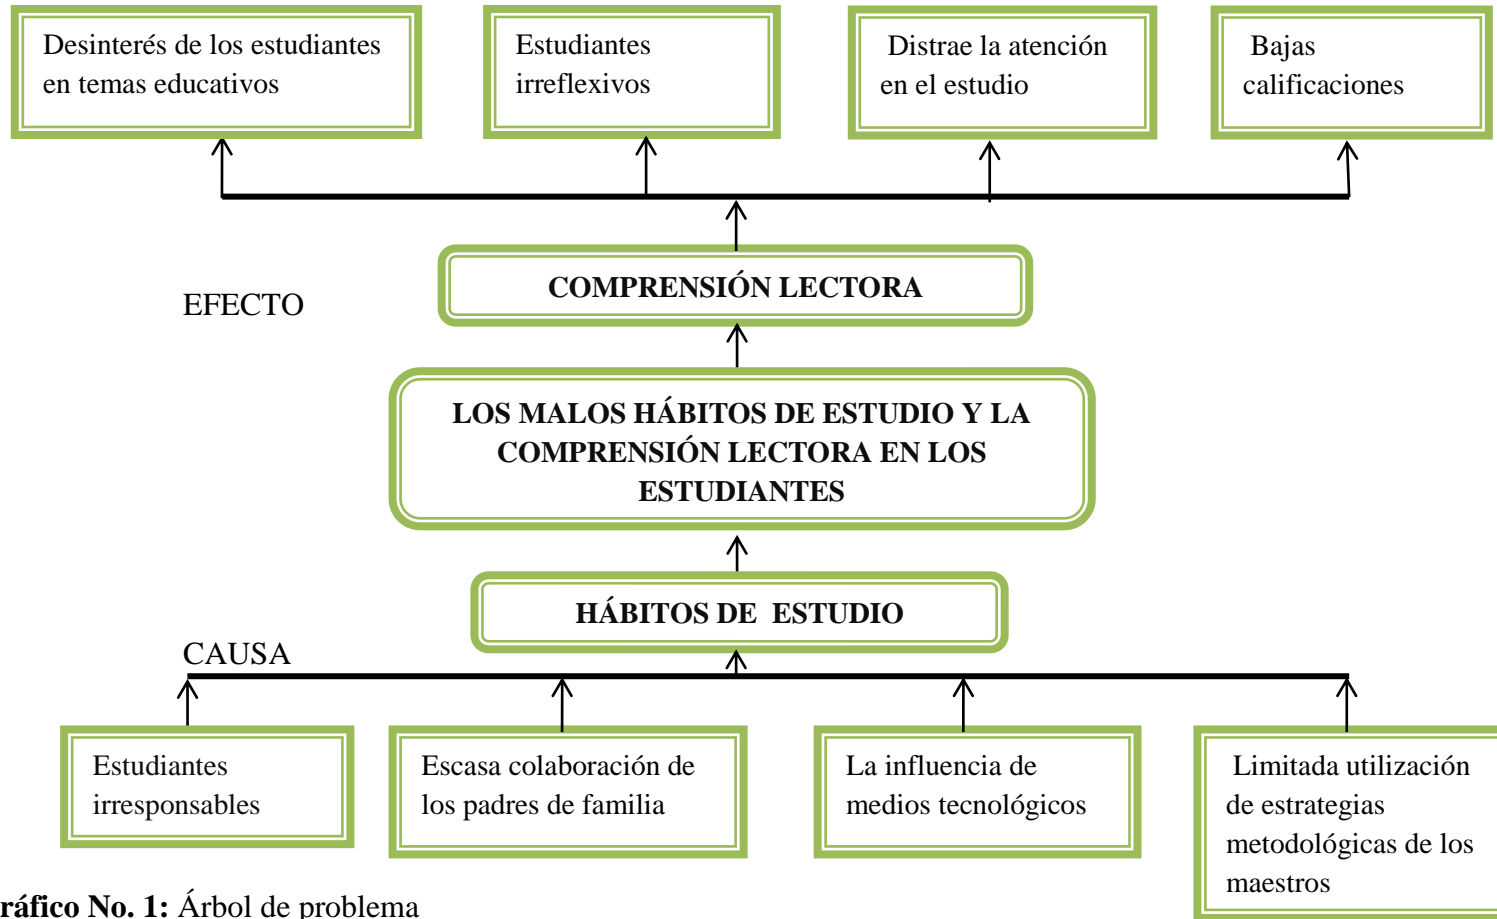 Desinterés de los estudiantes
en temas educativos
Estudiantes
irreflexivos
Distrae la atención
en el estudio
Bajas
calificaciones
COMPRENSIÓN LECTORA
EFECTO
LOS MALOS HÁBITOS DE ESTUDIO Y LA
COMPRENSIÓN LECTORA EN LOS
ESTUDIANTES
HÁBITOS DE  ESTUDIO
CAUSA
Estudiantes
irresponsables
Escasa colaboración de
los padres de familia
La influencia de
medios tecnológicos
Limitada utilización
de estrategias
metodológicas de los
maestros
ráfico No. 1: Árbol de problema